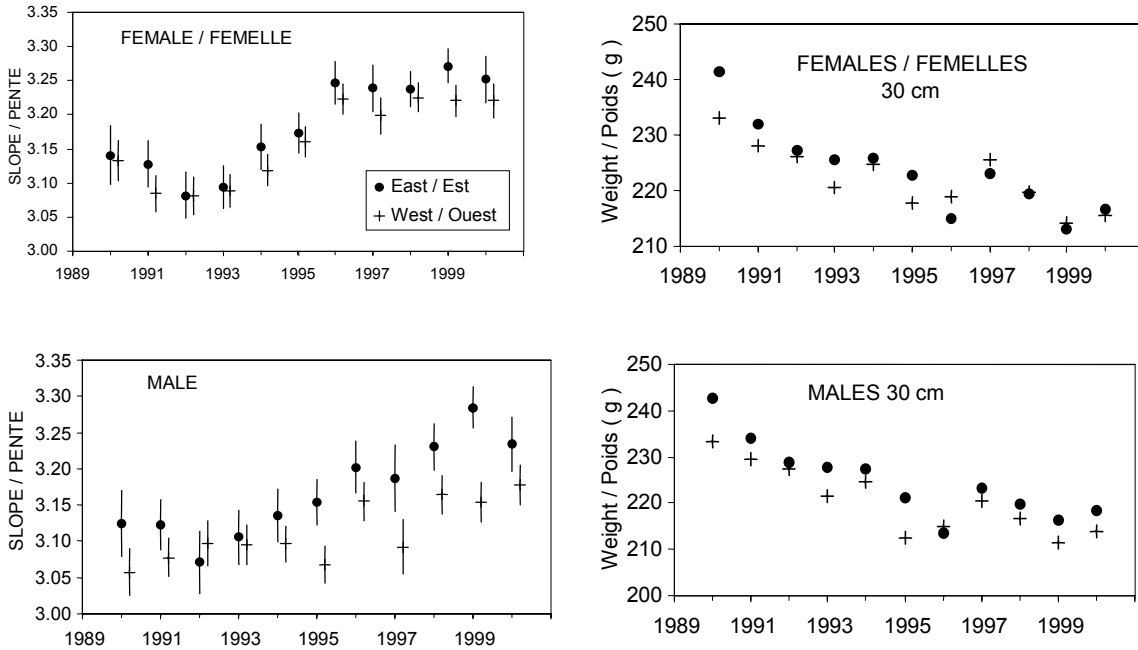 FEMALE / FEMELLE
SLOPE / PENTE
3.35
3.30
3.25
3.20
3.15
3.10
3.05
3.00
1989 1991 1993 1995 1997 1999
East / Est
West / Ouest
FEMALES / FEMELLES
30 cm
Weight / Poids ( g )
250
240
230
220
210
1989 1991 1993 1995 1997 1999
MALE
SLOPE / PENTE
3.35
3.30
3.25
3.20
3.15
3.10
3.05
3.00
1989 1991 1993 1995 1997 1999
MALES 30 cm
Weight / Poids ( g )
250
240
230
220
210
200
1989 1991 1993 1995 1997 1999